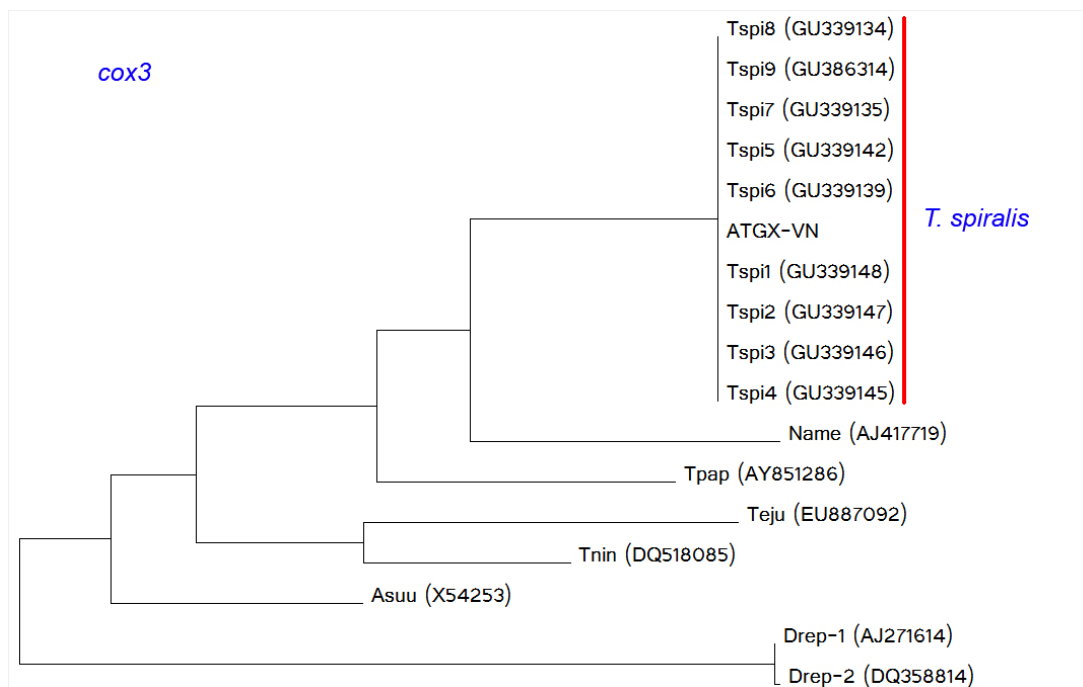 Tspi8 (GU339134)
cox3
Tspi9 (GU386314)
Tspi7 (GU339135)
Tspi5 (GU339142)
Tspi6 (GU339139)
T. spiralis
ATGX-VN
Tspi1 (GU339148)
Tspi2 (GU339147)
Tspi3 (GU339146)
Tspi4 (GU339145)
Name (AJ417719)
Tpap (AY851286)
Teju (EU887092)
Tnin (DQ518085)
Asuu (X54253)
Drep-1 (AJ271614)
Drep-2 (DQ358814)